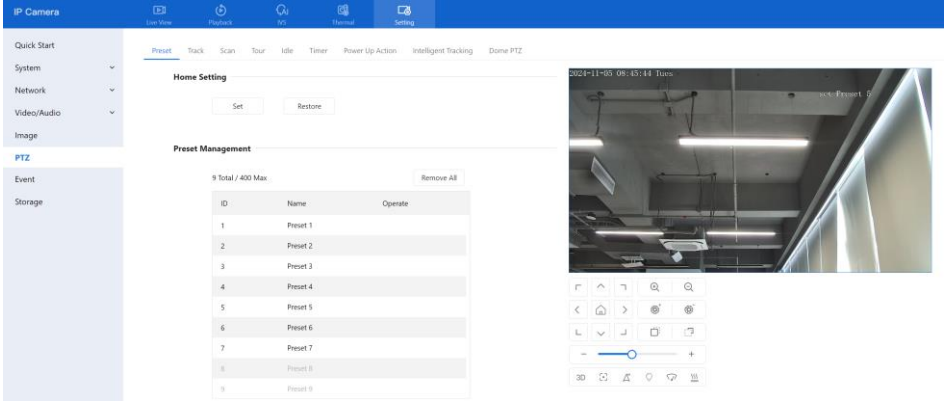 IP Camera
Live View Playback IVS Thermal Setting
Quick Start
System
Network
Video/Audio
Image
PTZ
Event
Storage
Preset Track Scan Tour Idle Timer Power Up Action Intelligent Tracking Dome PTZ
Home Setting
Set Restore
Preset Management
9 Total / 400 Max Remove All
ID Name Operate
1 Preset 1
2 Preset 2
3 Preset 3
4 Preset 4
5 Preset 5
6 Preset 6
7 Preset 7
8 Preset 8
9 Preset 9
2024-11-05 08:45:44 Tues
Preset
3D